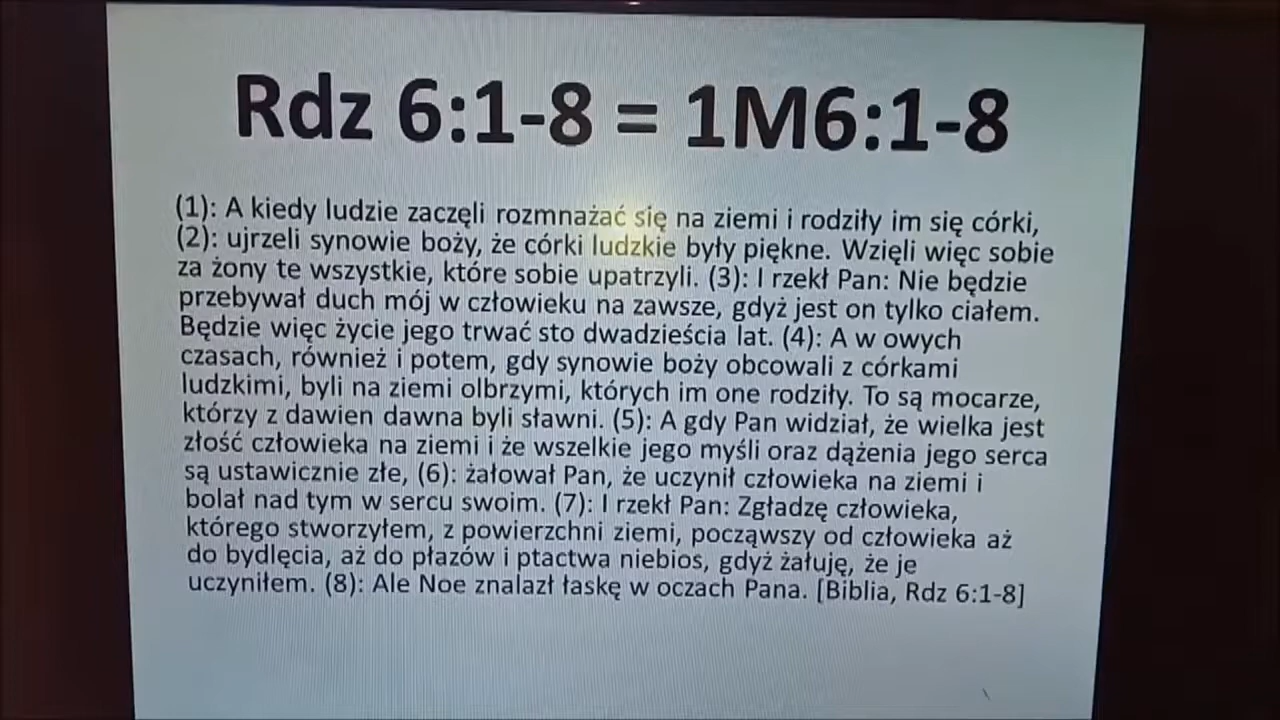 Rdz 6:1-8 = 1M6:1-8
(1): A kiedy ludzie zaczęli rozmnażać się na ziemi i rodziły im się córki,
(2): ujrzeli synowie boży, że córki ludzkie były piękne. Wzięli więc sobie
za żony te wszystkie, które sobie upatrzyli. (3): I rzekł Pan: Nie będzie
przebywał duch mój w człowieku na zawsze, gdyż jest on tylko ciałem.
Będzie więc życie jego trwać sto dwadzieścia lat. (4): A w owych
czasach, również i potem, gdy synowie boży obcowali z córkami
ludzkimi, byli na ziemi olbrzymi, których im one rodziły. To są mocarze,
którzy z dawien dawna byli sławni. (5): A gdy Pan widział, że wielka jest
złość człowieka na ziemi i że wszelkie jego myśli oraz dążenia jego serca
są ustawicznie złe, (6): żałował Pan, że uczynił człowieka na ziemi i
bolał nad tym w sercu swoim. (7): I rzekł Pan: Zgładzę człowieka,
którego stworzyłem, z powierzchni ziemi, począwszy od człowieka aż
do bydlęcia, aż do płazów i ptactwa niebios, gdyż żałuję, że je
uczyniłem. (8): Ale Noe znalazł łaskę w oczach Pana. [Biblia, Rdz 6:1-8]